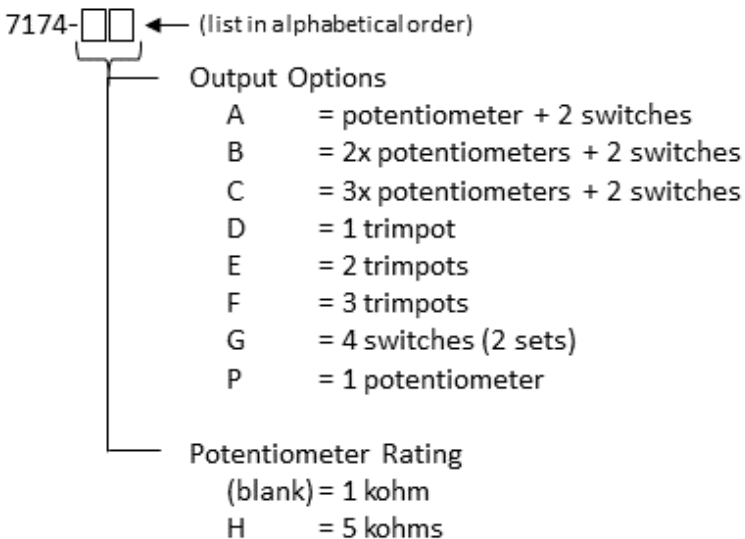 7174-□□ ← (list in alphabetical order)
Output Options
A = potentiometer + 2 switches
B = 2x potentiometers + 2 switches
C = 3x potentiometers + 2 switches
D = 1 trimpot
E = 2 trimpots
F = 3 trimpots
G = 4 switches (2 sets)
P = 1 potentiometer
Potentiometer Rating
(blank) = 1 kohm
H = 5 kohms